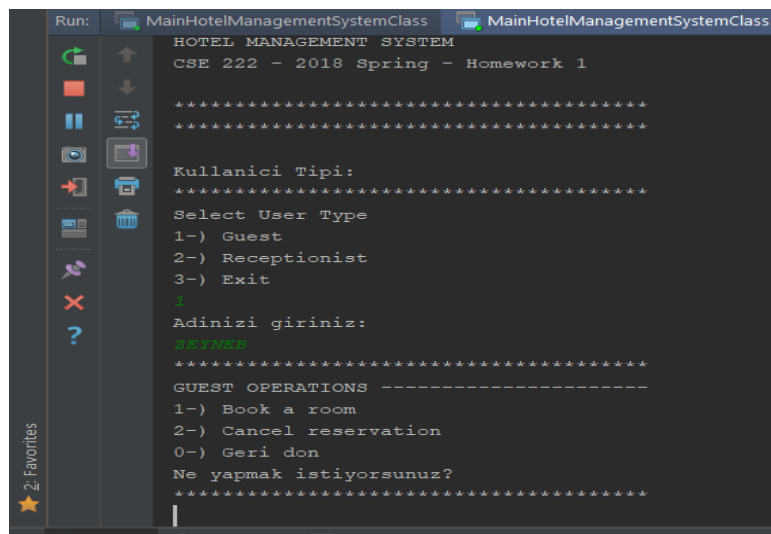 Run: MainHotelManagementSystemClass MainHotelManagementSystemClass
HOTEL MANAGEMENT SYSTEM
CSE 222 - 2018 Spring - Homework 1
***************************************
***************************************
Kullanici Tipi:
***************************************
Select User Type
1-) Guest
2-) Receptionist
3-) Exit
1
Adinizi giriniz:
ZEYNEB
***************************************
GUEST OPERATIONS ----------------------
1-) Book a room
2-) Cancel reservation
0-) Geri don
Ne yapmak istiyorsunuz?
***************************************
2: Favorites